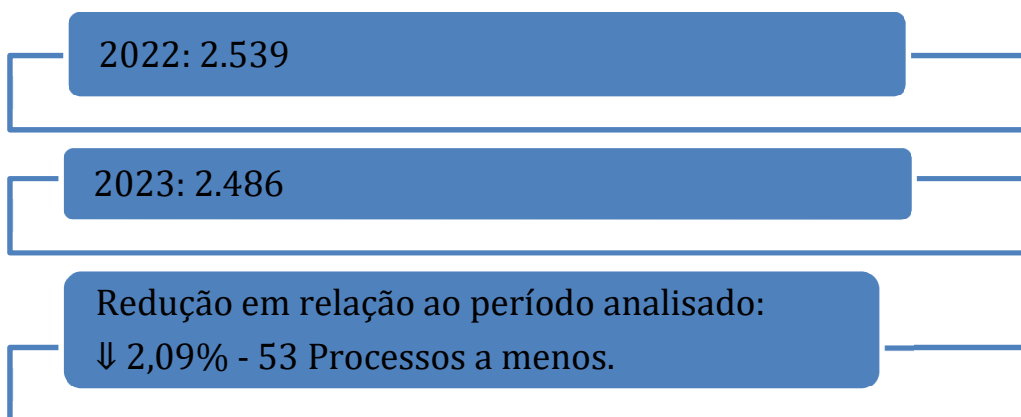 2022: 2.539
2023: 2.486
Redução em relação ao período analisado:
⇓ 2,09% - 53 Processos a menos.